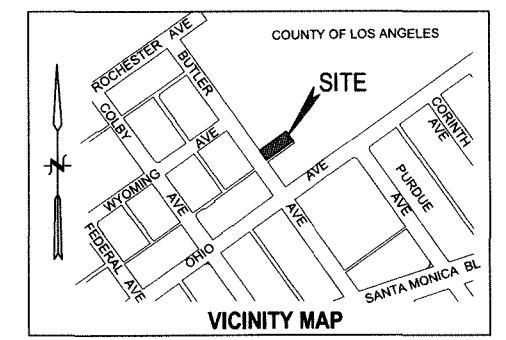 ROCHESTER AVE
COUNTY OF LOS ANGELES
BUTLER
SITE
COLBY
CORINTH
AVE
AVE
WYOMING
AVE
PURDUE
AVE
AVE
AVE
FEDERAL
AVE
OHIO
SANTA MONICA BL
N
VICINITY MAP